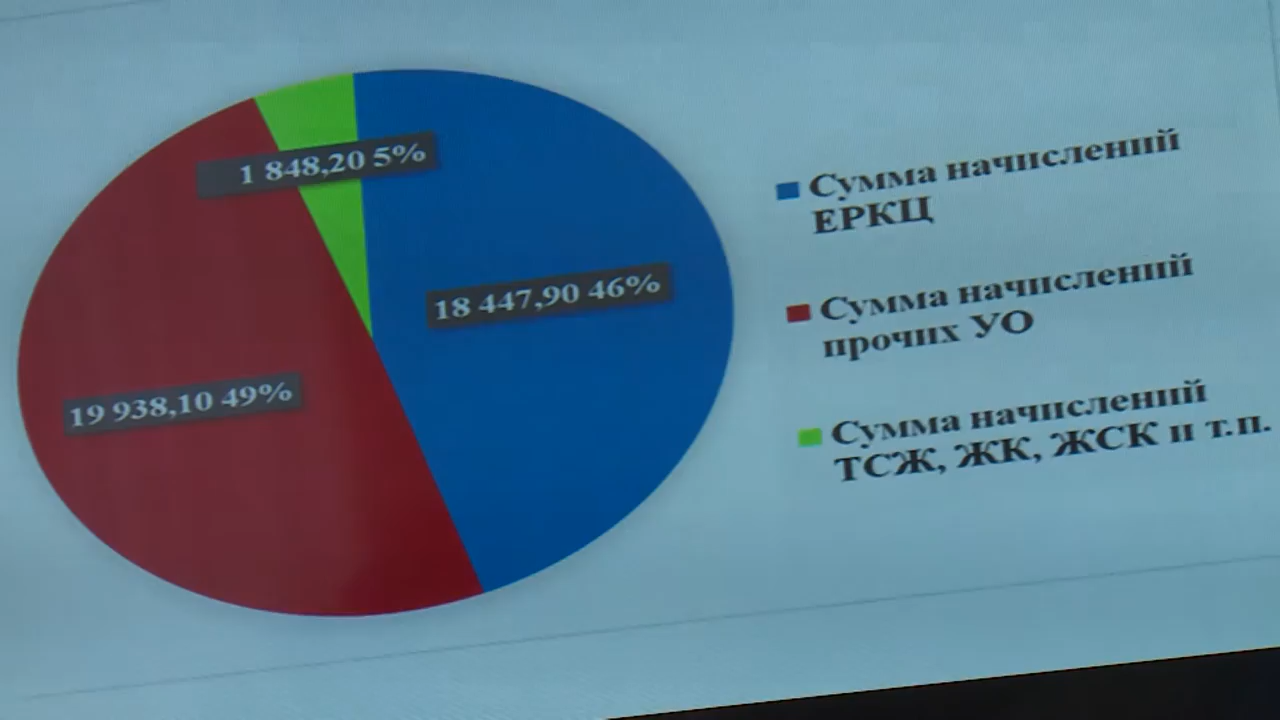 1 848,20 5%
18 447,90 46%
19 938,10 49%
Сумма начислений
ЕРКЦ
Сумма начислений
прочих УО
Сумма начислений
ТСЖ, ЖК, ЖСК и т.п.